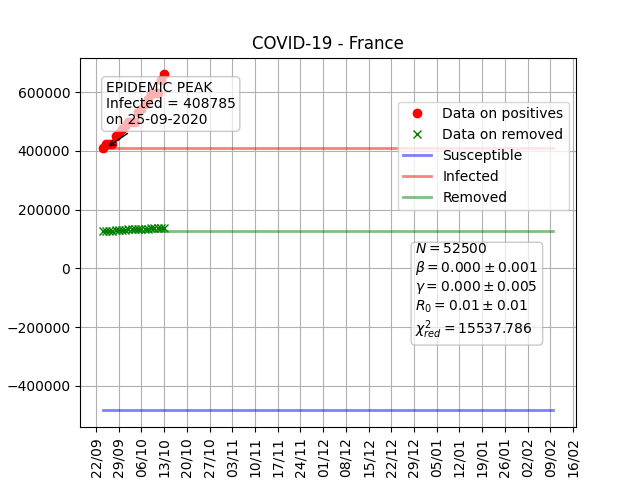 COVID-19 - France
600000
400000
200000
0
−200000
−400000
EPIDEMIC PEAK
Infected = 408785
on 25-09-2020
Data on positives
Data on removed
Susceptible
Infected
Removed
N = 52500
β = 0.000 ± 0.001
γ = 0.000 ± 0.005
R₀ = 0.01 ± 0.01
χ²_red = 15537.786
22/09
29/09
06/10
13/10
20/10
27/10
03/11
10/11
17/11
24/11
01/12
08/12
15/12
22/12
29/12
05/01
12/01
19/01
26/01
02/02
09/02
16/02